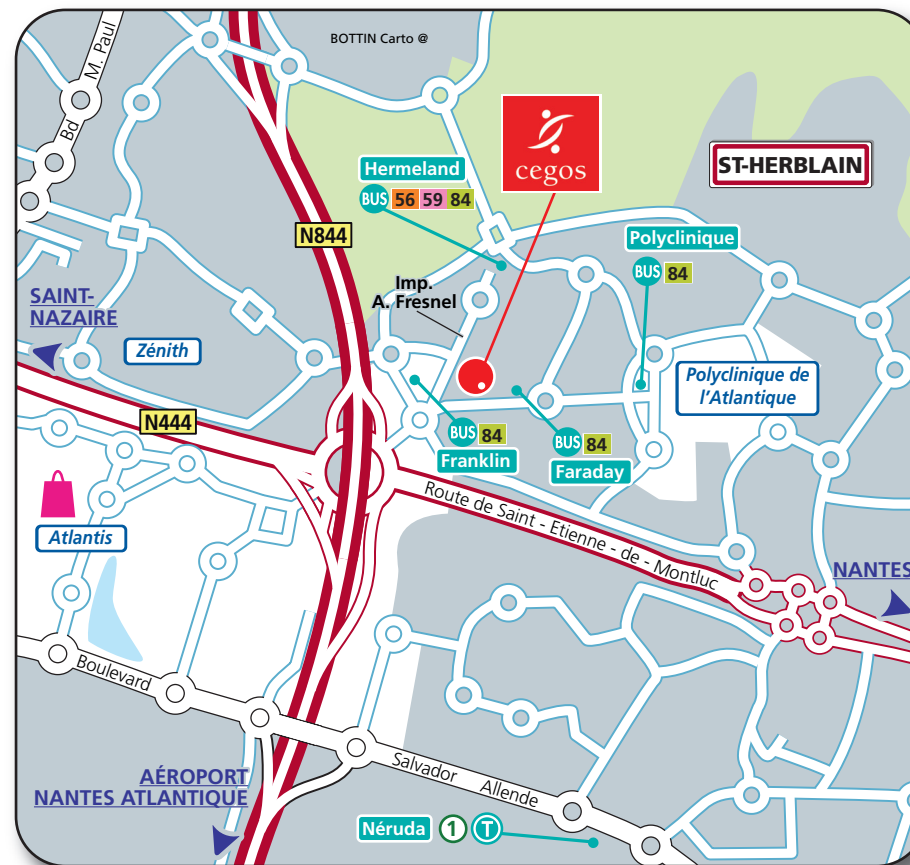 BOTTIN Carto @
Bd M. Paul
cegos
ST-HERBLAIN
Hermeland
BUS 56 59 84
N844
Polyclinique
BUS 84
Imp.
A. Fresnel
SAINT-
NAZAIRE
Zénith
Polyclinique de
l'Atlantique
N444
BUS 84
Franklin
BUS 84
Faraday
Atlantis
Route de Saint - Etienne - de - Montluc
NANTES
Boulevard Salvador Allende
AÉROPORT
NANTES ATLANTIQUE
Néruda 1 T